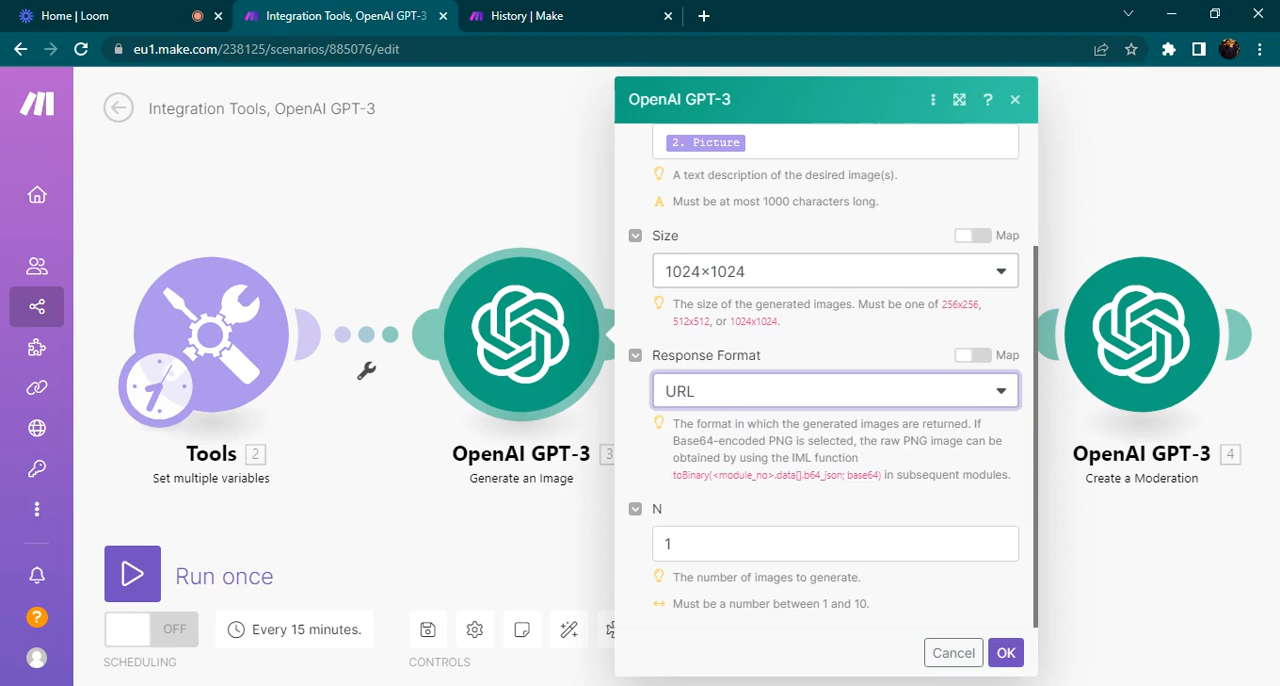 Home | Loom
Integration Tools, OpenAI GPT-3
History | Make
eu1.make.com/238125/scenarios/885076/edit
Integration Tools, OpenAI GPT-3
OpenAI GPT-3
2. Picture
A text description of the desired image(s).
A Must be at most 1000 characters long.
Size
Map
1024×1024
The size of the generated images. Must be one of 256x256,
512x512, or 1024x1024.
Response Format
Map
URL
The format in which the generated images are returned. If
Base64-encoded PNG is selected, the raw PNG image can be
obtained by using the IML function
toBinary(<module_no>.data[].b64_json; base64) in subsequent modules.
N
1
The number of images to generate.
Must be a number between 1 and 10.
Cancel
OK
Tools 2
Set multiple variables
OpenAI GPT-3 3
Generate an Image
OpenAI GPT-3 4
Create a Moderation
Run once
OFF
Every 15 minutes.
SCHEDULING
CONTROLS